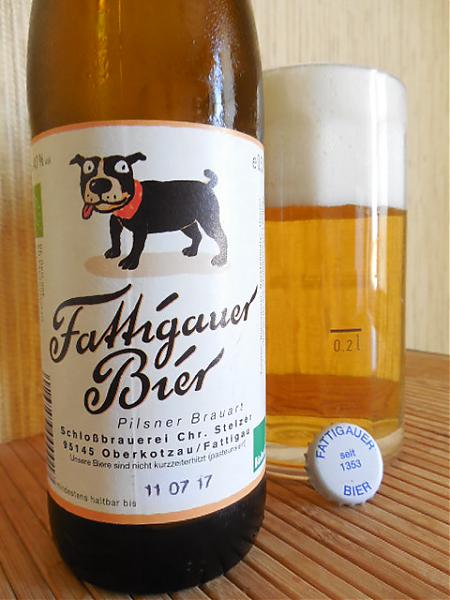 Fattigauer
Bier
Pilsner Brauart
Schloßbrauerei Chr. Stelzer
95145 Oberkotzau/Fattigau
Unsere Biere sind nicht kurzzeiterhitzt (pasteurisiert)
mindestens haltbar bis
11 07 17
0.2l
FATTIGAUER
seit
1353
BIER